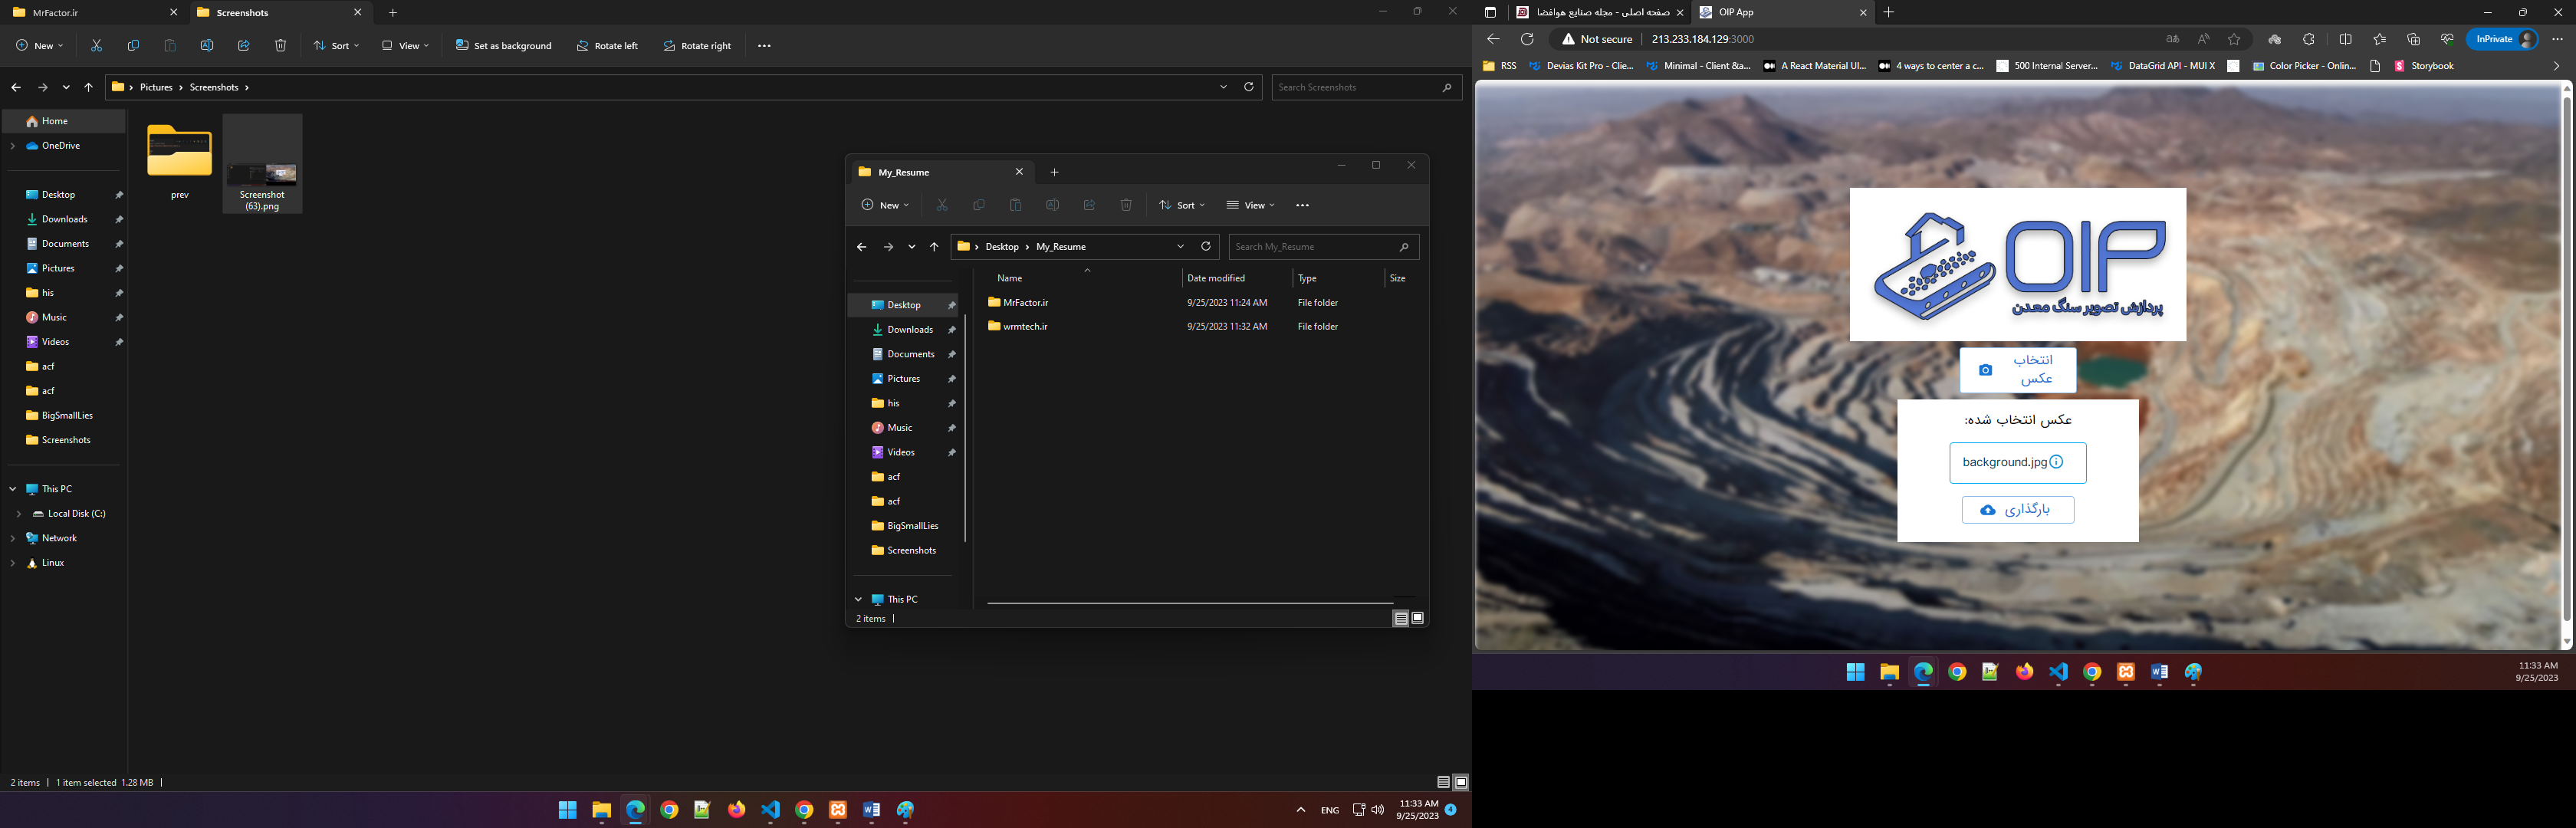 MrFactor.ir
Screenshots
New
Sort
View
Set as background
Rotate left
Rotate right
Pictures
Screenshots
Search Screenshots
Home
OneDrive
Desktop
Downloads
Documents
Pictures
his
Music
Videos
acf
acf
BigSmallLies
Screenshots
This PC
Local Disk (C:)
Network
Linux
prev
Screenshot
(63).png
2 items
1 item selected 1.28 MB
My_Resume
New
Sort
View
Desktop
My_Resume
Search My_Resume
Name
Date modified
Type
Size
MrFactor.ir
9/25/2023 11:24 AM
File folder
wrmtech.ir
9/25/2023 11:32 AM
File folder
Desktop
Downloads
Documents
Pictures
his
Music
Videos
acf
acf
BigSmallLies
Screenshots
This PC
2 items
ENG
11:33 AM
9/25/2023
4
صفحه اصلی - مجله صنایع هوافضا
OIP App
Not secure
213.233.184.129:3000
InPrivate
RSS
Devias Kit Pro - Clie...
Minimal - Client &a...
A React Material UI...
4 ways to center a c...
500 Internal Server...
DataGrid API - MUI X
Color Picker - Onlin...
Storybook
OIP
پردازش تصویر سنگ معدن
انتخاب
عکس
عکس انتخاب شده:
background.jpg
بارگذاری
11:33 AM
9/25/2023